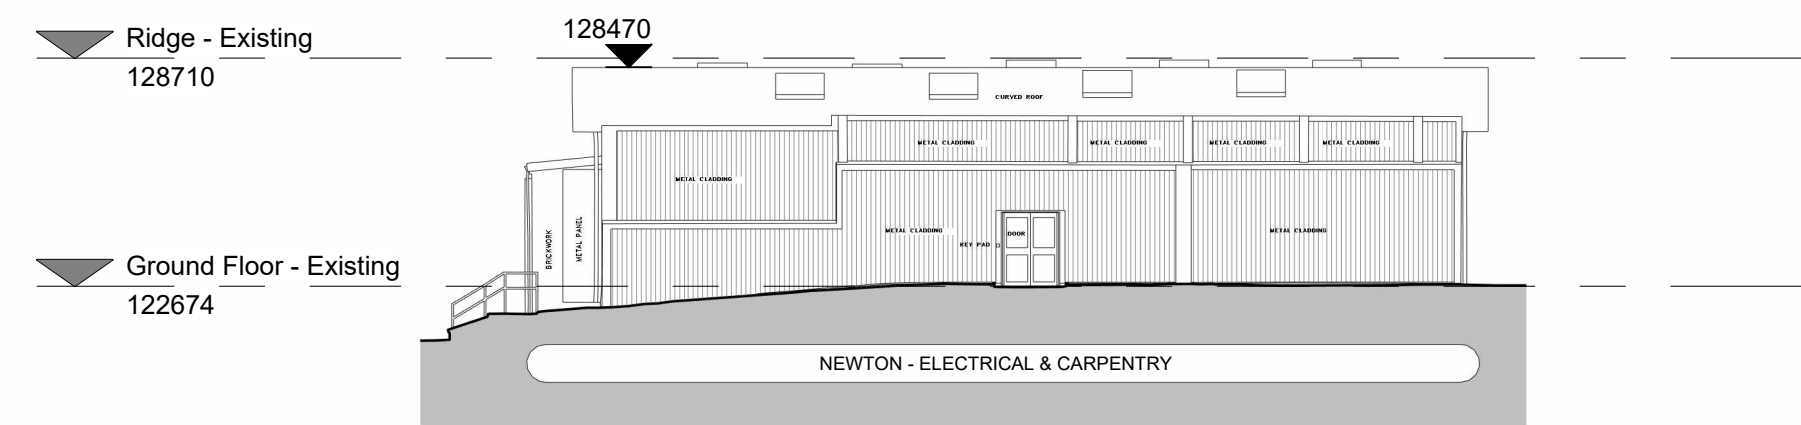 128470
Ridge - Existing
128710
CURVED ROOF
METAL CLADDING
METAL CLADDING
METAL CLADDING
METAL CLADDING
METAL CLADDING
BRICKWORK
METAL PANEL
METAL CLADDING
DOOR
METAL CLADDING
KEY PAD
Ground Floor - Existing
122674
NEWTON - ELECTRICAL & CARPENTRY